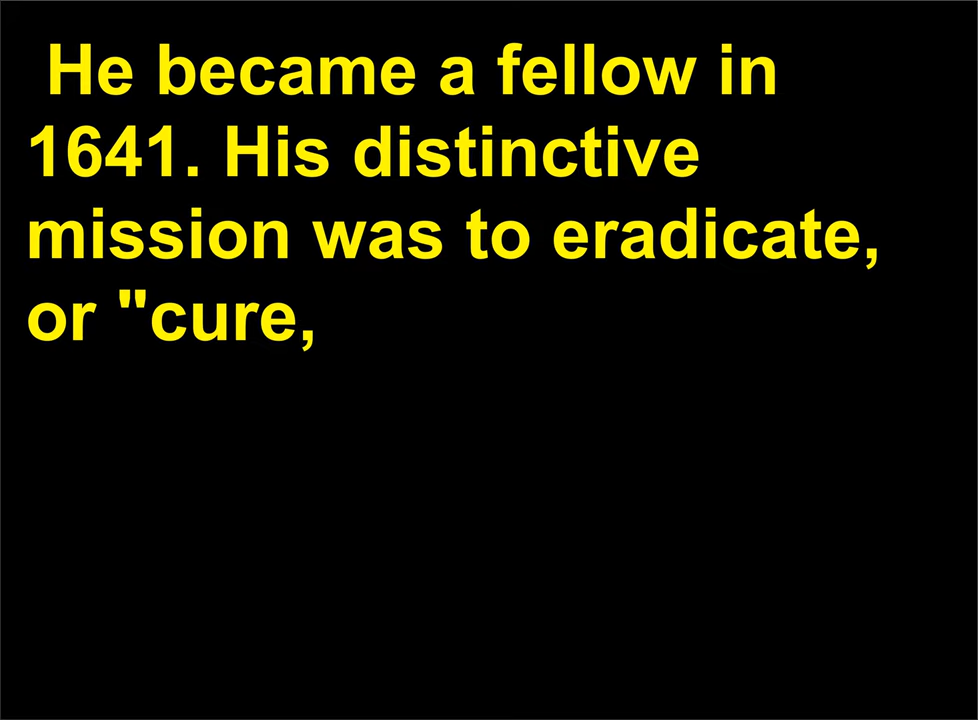 He became a fellow in
1641. His distinctive
mission was to eradicate,
or "cure,